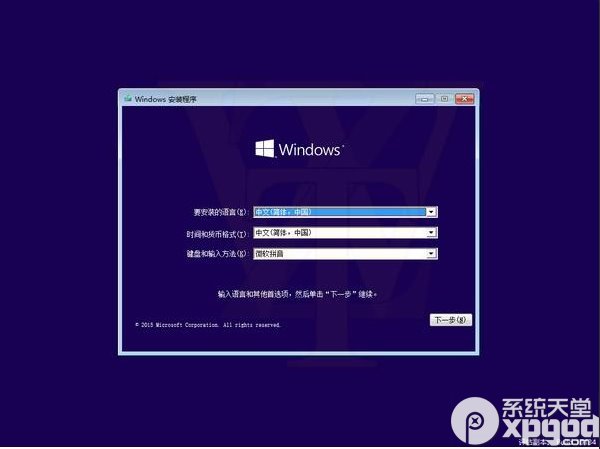 Windows 安装程序
Windows
要安装的语言(E): 中文(简体，中国)
时间和货币格式(T): 中文(简体，中国)
键盘和输入方法(K): 微软拼音
输入语言和其他首选项，然后单击“下一步”继续。
© 2015 Microsoft Corporation. All rights reserved.
下一步(N)
系统天堂
xpgod
.com